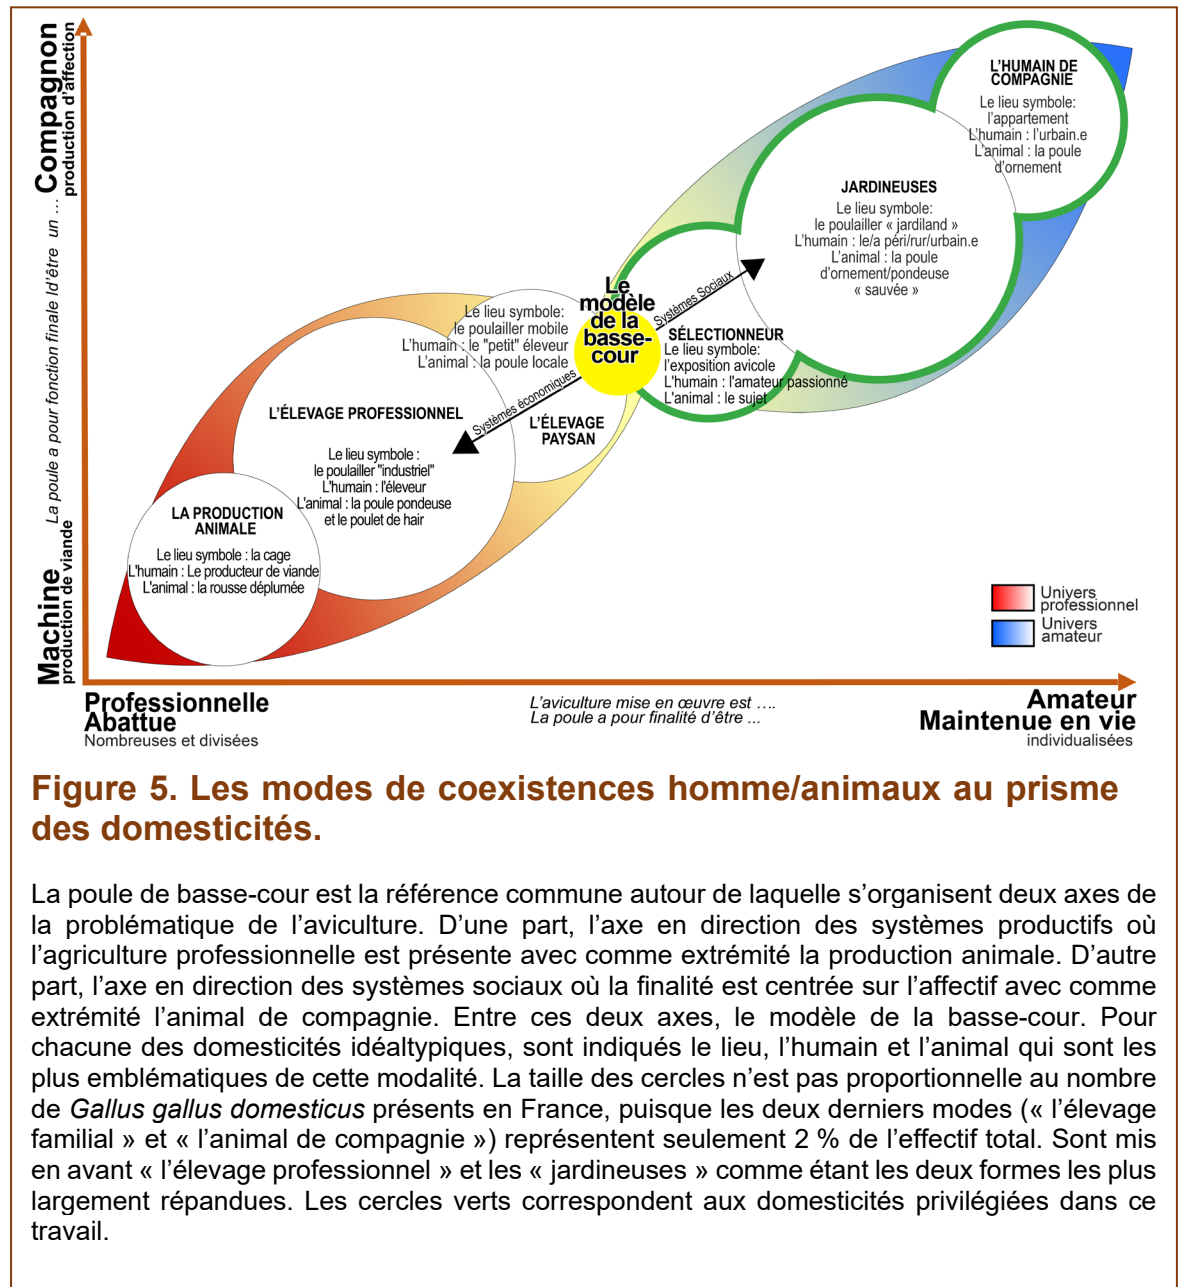 Compagnon
production d'affection
La poule a pour fonction finale ld'être un ...
Machine
production de viande
L'HUMAIN DE
COMPAGNIE
Le lieu symbole:
l'appartement
L'humain : l'urbain.e
L'animal : la poule
d'ornement
JARDINEUSES
Le lieu symbole:
le poulailler « jardiland »
L'humain : le/a péri/rur/urbain.e
L'animal : la poule
d'ornement/pondeuse
« sauvée »
Systèmes Sociaux
Le
modèle
de la
basse-
cour
SÉLECTIONNEUR
Le lieu symbole:
l'exposition avicole
L'humain : l'amateur passionné
L'animal : le sujet
Le lieu symbole:
le poulailler mobile
L'humain : le "petit" éleveur
L'animal : la poule locale
Systèmes économiques
L'ÉLEVAGE
PAYSAN
L'ÉLEVAGE PROFESSIONNEL
Le lieu symbole :
le poulailler "industriel"
L'humain : l'éleveur
L'animal : la poule pondeuse
et le poulet de hair
LA PRODUCTION
ANIMALE
Le lieu symbole : la cage
L'humain : Le producteur de viande
L'animal : la rousse déplumée
Univers
professionnel
Univers
amateur
Professionnelle
Abattue
Nombreuses et divisées
L'aviculture mise en œuvre est ....
La poule a pour finalité d'être ...
Amateur
Maintenue en vie
individualisées
Figure 5. Les modes de coexistences homme/animaux au prisme
des domesticités.
La poule de basse-cour est la référence commune autour de laquelle s'organisent deux axes de
la problématique de l'aviculture. D'une part, l'axe en direction des systèmes productifs où
l'agriculture professionnelle est présente avec comme extrémité la production animale. D'autre
part, l'axe en direction des systèmes sociaux où la finalité est centrée sur l'affectif avec comme
extrémité l'animal de compagnie. Entre ces deux axes, le modèle de la basse-cour. Pour
chacune des domesticités idéaltypiques, sont indiqués le lieu, l'humain et l'animal qui sont les
plus emblématiques de cette modalité. La taille des cercles n'est pas proportionnelle au nombre
de Gallus gallus domesticus présents en France, puisque les deux derniers modes (« l'élevage
familial » et « l'animal de compagnie ») représentent seulement 2 % de l'effectif total. Sont mis
en avant « l'élevage professionnel » et les « jardineuses » comme étant les deux formes les plus
largement répandues. Les cercles verts correspondent aux domesticités privilégiées dans ce
travail.